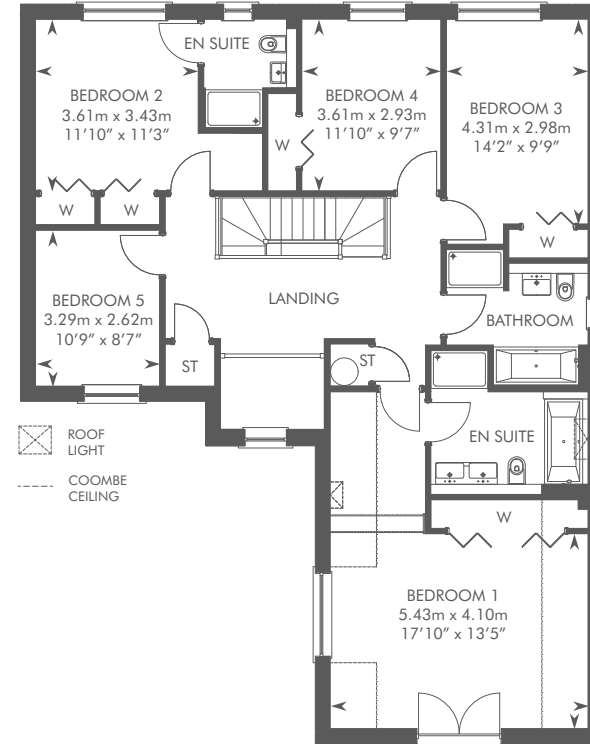 EN SUITE
BEDROOM 2
3.61m x 3.43m
11'10" x 11'3"
BEDROOM 4
3.61m x 2.93m
11'10" x 9'7"
BEDROOM 3
4.31m x 2.98m
14'2" x 9'9"
W
W
W
W
LANDING
BEDROOM 5
3.29m x 2.62m
10'9" x 8'7"
BATHROOM
ST
ST
EN SUITE
ROOF
LIGHT
COOMBE
CEILING
W
BEDROOM 1
5.43m x 4.10m
17'10" x 13'5"